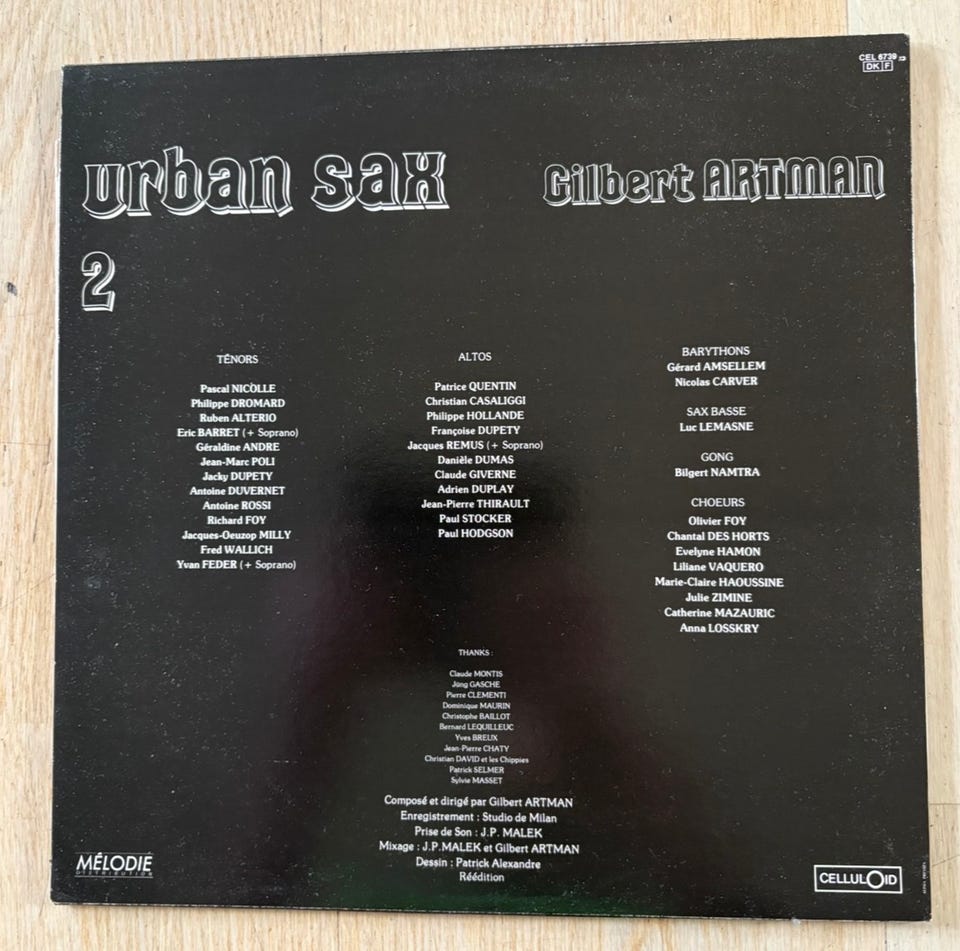 CEL 6739
DK F
urban sax
Gilbert ARTMAN
2
TÉNORS
Pascal NICOLLE
Philippe DROMARD
Ruben ALTERIO
Eric BARRET (+ Soprano)
Géraldine ANDRE
Jean-Marc POLI
Jacky DUPETY
Antoine DUVERNET
Antoine ROSSI
Richard FOY
Jacques-Oeuzop MILLY
Fred WALLICH
Yvan FEDER (+ Soprano)
ALTOS
Patrice QUENTIN
Christian CASALIGGI
Philippe HOLLANDE
Françoise DUPETY
Jacques REMUS (+ Soprano)
Danièle DUMAS
Claude GIVERNE
Adrien DUPLAY
Jean-Pierre THIRAULT
Paul STOCKER
Paul HODGSON
BARYTHONS
Gérard AMSELLEM
Nicolas CARVER
SAX BASSE
Luc LEMASNE
GONG
Bilgert NAMTRA
CHOEURS
Olivier FOY
Chantal DES HORTS
Evelyne HAMON
Liliane VAQUERO
Marie-Claire HAOUSSINE
Julie ZIMINE
Catherine MAZAURIC
Anna LOSSKRY
THANKS :
Claude MONTIS
Jüng GASCHE
Pierre CLEMENTI
Dominique MAURIN
Christophe BAILLOT
Bernard LEQUILLEUC
Yves BREUX
Jean-Pierre CHATY
Christian DAVID et les Chippies
Patrick SELMER
Sylvie MASSET
Composé et dirigé par Gilbert ARTMAN
Enregistrement : Studio de Milan
Prise de Son : J.P. MALEK
Mixage : J.P.MALEK et Gilbert ARTMAN
Dessin : Patrick Alexandre
Réédition
MÉLODIE
DISTRIBUTION
CELLULOID